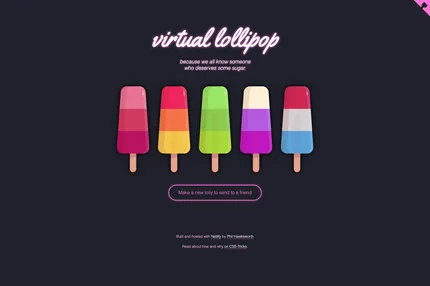 virtual lollipop
because we all know someone
who deserves some sugar.
Make a new lolly to send to a friend
Built and hosted with Netlify by Phil Hawksworth
Read about how and why on CSS-Tricks.